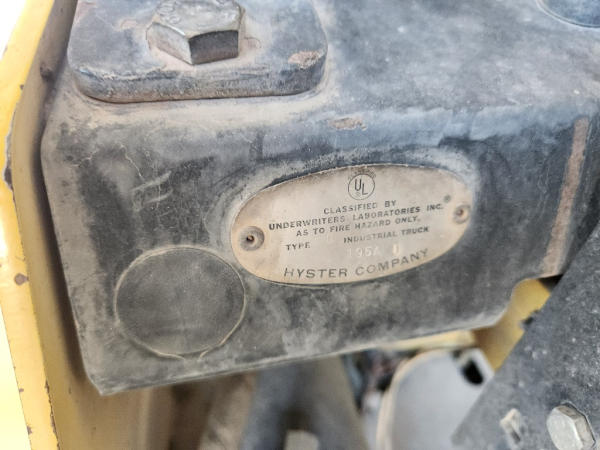 UL
CLASSIFIED BY
UNDERWRITERS LABORATORIES INC.®
AS TO FIRE HAZARD ONLY.
TYPE INDUSTRIAL TRUCK
HYSTER COMPANY